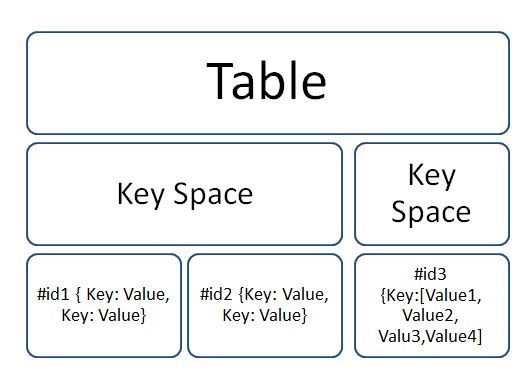 Table
Key Space
Key
Space
#id1 { Key: Value,
Key: Value}
#id2 {Key: Value,
Key: Value}
#id3
{Key:[Value1,
Value2,
Valu3,Value4]